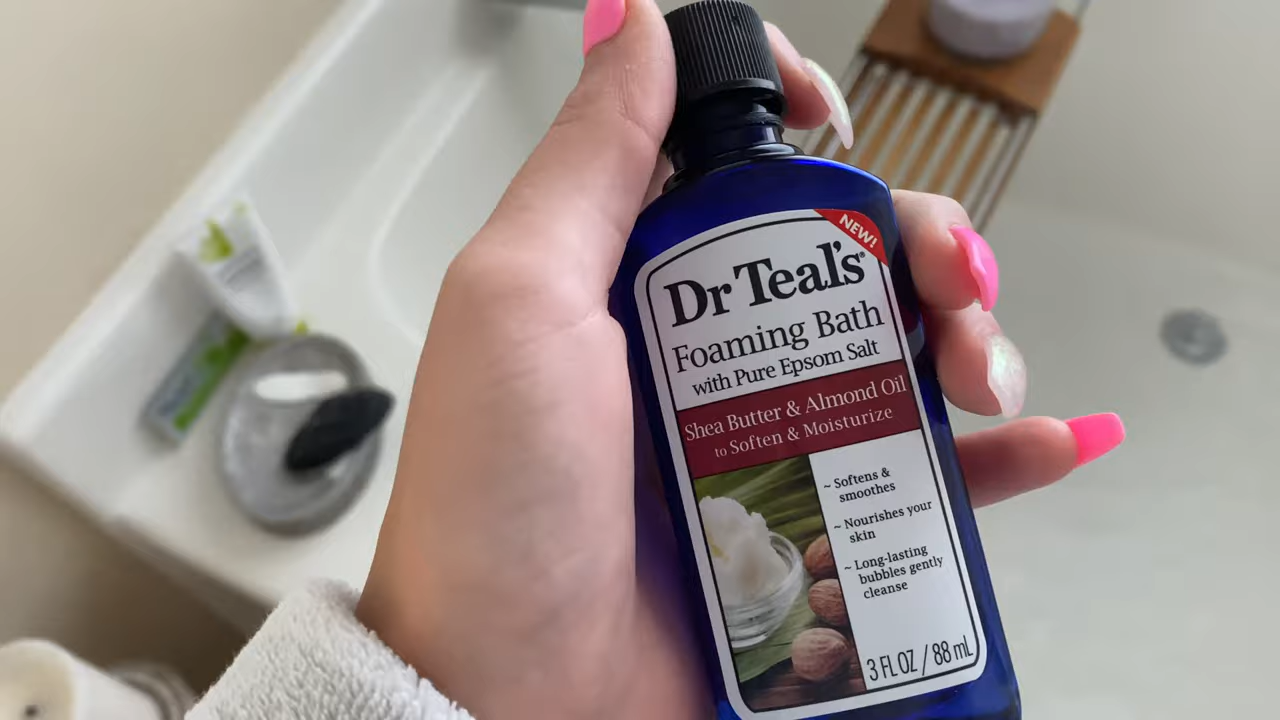 NEW!
Dr Teal's®
Foaming Bath
with Pure Epsom Salt
Shea Butter & Almond Oil
to Soften & Moisturize
~ Softens &
smoothes
~ Nourishes your
skin
~ Long-lasting
bubbles gently
cleanse
3 FL OZ / 88 mL